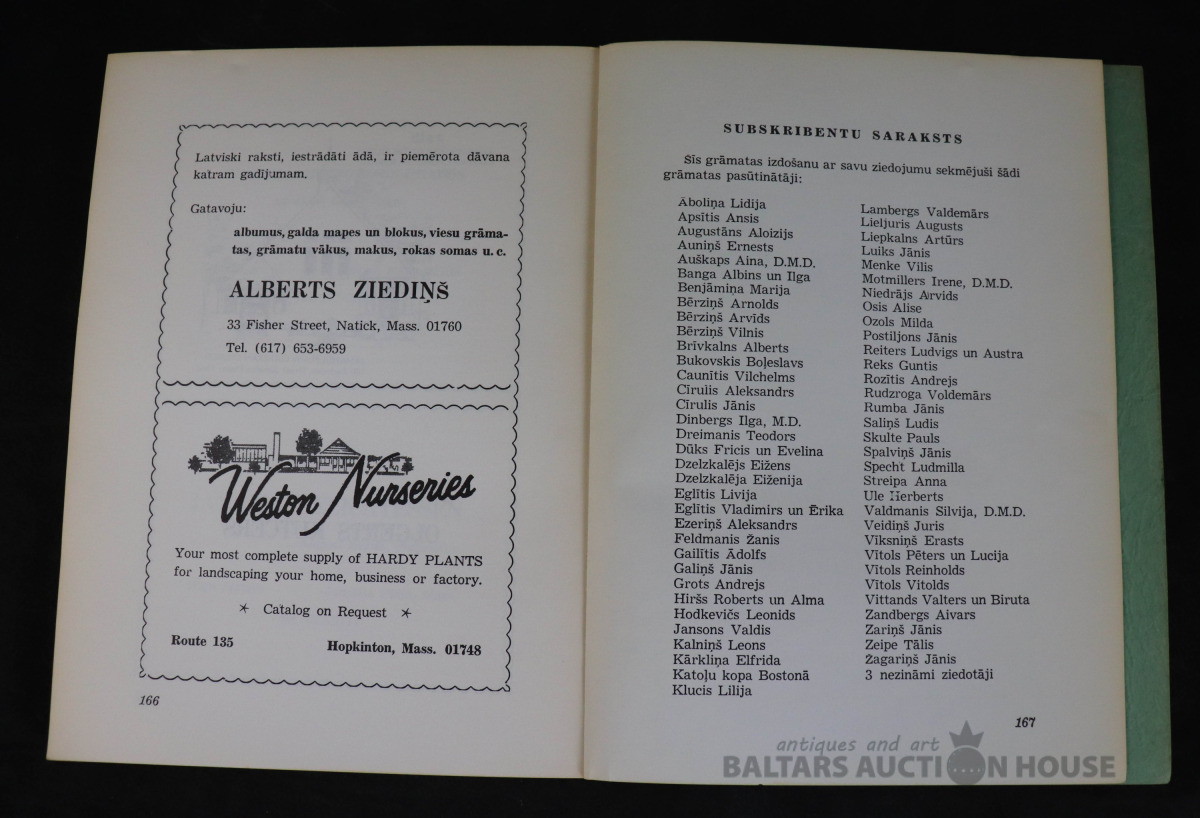 Latviski raksti, iestrādāti ādā, ir piemērota dāvana
katram gadījumam.
Gatavoju:
albumus, galda mapes un blokus, viesu grāma-
tas, grāmatu vākus, makus, rokas somas u. c.
ALBERTS ZIEDIŅŠ
33 Fisher Street, Natick, Mass. 01760
Tel. (617) 653-6959
Weston Nurseries
Your most complete supply of HARDY PLANTS
for landscaping your home, business or factory.
* Catalog on Request *
Route 135 Hopkinton, Mass. 01748
166
SUBSKRIBENTU SARAKSTS
Šīs grāmatas izdošanu ar savu ziedojumu sekmējuši šādi
grāmatas pasūtinātāji:
Āboliņa Lidija
Apsītis Ansis
Augustāns Aloizijs
Auniņš Ernests
Auškaps Aina, D.M.D.
Banga Albins un Ilga
Benjāmiņa Marija
Bērziņš Arnolds
Bērziņš Arvīds
Bērziņš Vilnis
Brīvkalns Alberts
Bukovskis Boļeslavs
Caunītis Vilchelms
Cīrulis Aleksandrs
Cīrulis Jānis
Dinbergs Ilga, M.D.
Dreimanis Teodors
Dūks Fricis un Evelina
Dzelzkalējs Eižens
Dzelzkalēja Eiženija
Eglītis Livija
Eglītis Vladimirs un Ērika
Ezeriņš Aleksandrs
Feldmanis Žanis
Gailītis Ādolfs
Galiņš Jānis
Grots Andrejs
Hiršs Roberts un Alma
Hodkevičs Leonids
Jansons Valdis
Kalniņš Leons
Kārkliņa Elfrida
Katoļu kopa Bostonā
Klucis Lilija
Lambergs Valdemārs
Lieljuris Augusts
Liepkalns Artūrs
Luiks Jānis
Menke Vilis
Motmillers Irene, D.M.D.
Niedrājs Arvids
Osis Alise
Ozols Milda
Postiljons Jānis
Reiters Ludvigs un Austra
Reks Guntis
Rozītis Andrejs
Rudzroga Voldemārs
Rumba Jānis
Saliņš Ludis
Skulte Pauls
Spalviņš Jānis
Specht Ludmilla
Streipa Anna
Ule Herberts
Valdmanis Silvija, D.M.D.
Veidiņš Juris
Vīksniņš Erasts
Vītols Pēters un Lucija
Vītols Reinholds
Vītols Vitolds
Vittands Valters un Biruta
Zandbergs Aivars
Zariņš Jānis
Zeipe Tālis
Žagariņš Jānis
3 nezināmi ziedotāji
167
antiques and art
BALTARS AUCTION HOUSE